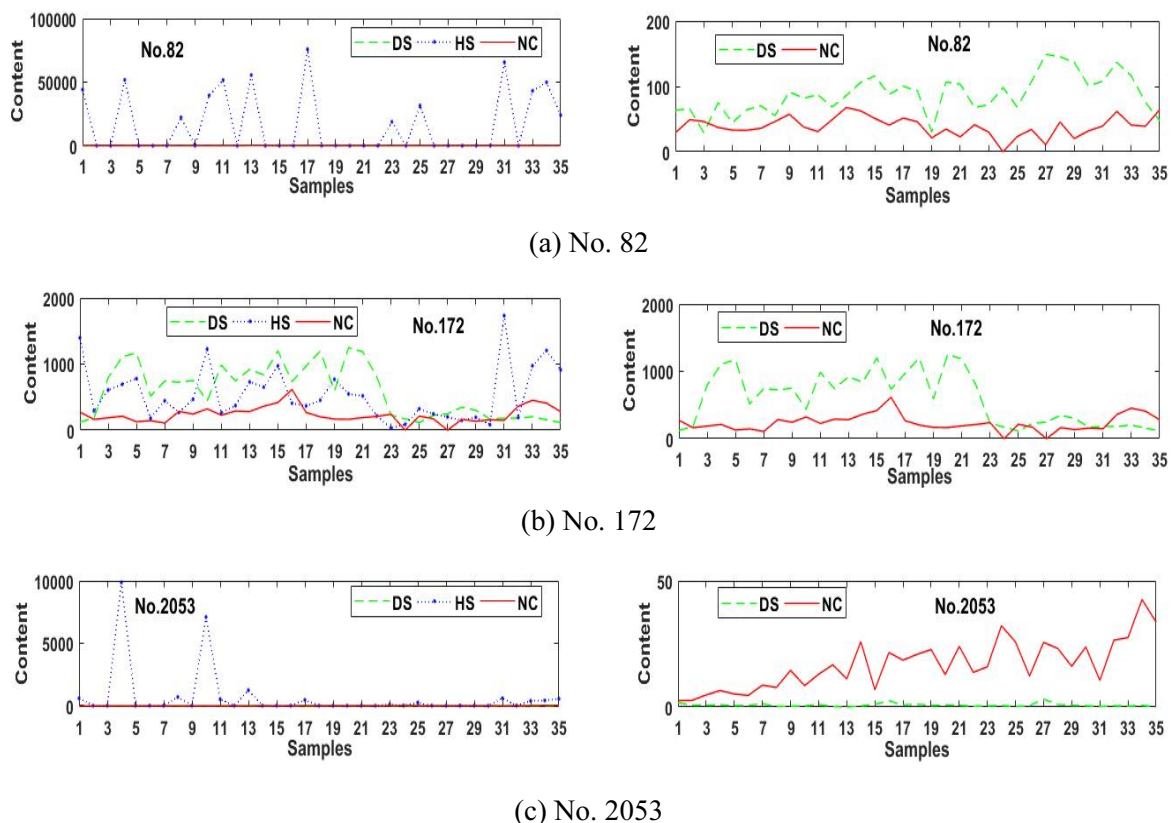 100000
50000
0
Content
No.82
DS HS NC
1 3 5 7 9 11 13 15 17 19 21 23 25 27 29 31 33 35
Samples
200
100
0
Content
DS NC
No.82
1 3 5 7 9 11 13 15 17 19 21 23 25 27 29 31 33 35
Samples
(a) No. 82
2000
1000
0
Content
DS HS NC
No.172
1 3 5 7 9 11 13 15 17 19 21 23 25 27 29 31 33 35
Samples
2000
1000
0
Content
DS NC
No.172
1 3 5 7 9 11 13 15 17 19 21 23 25 27 29 31 33 35
Samples
(b) No. 172
10000
5000
0
Content
No.2053
DS HS NC
1 3 5 7 9 11 13 15 17 19 21 23 25 27 29 31 33 35
Samples
50
0
Content
DS NC
No.2053
1 3 5 7 9 11 13 15 17 19 21 23 25 27 29 31 33 35
Samples
(c) No. 2053